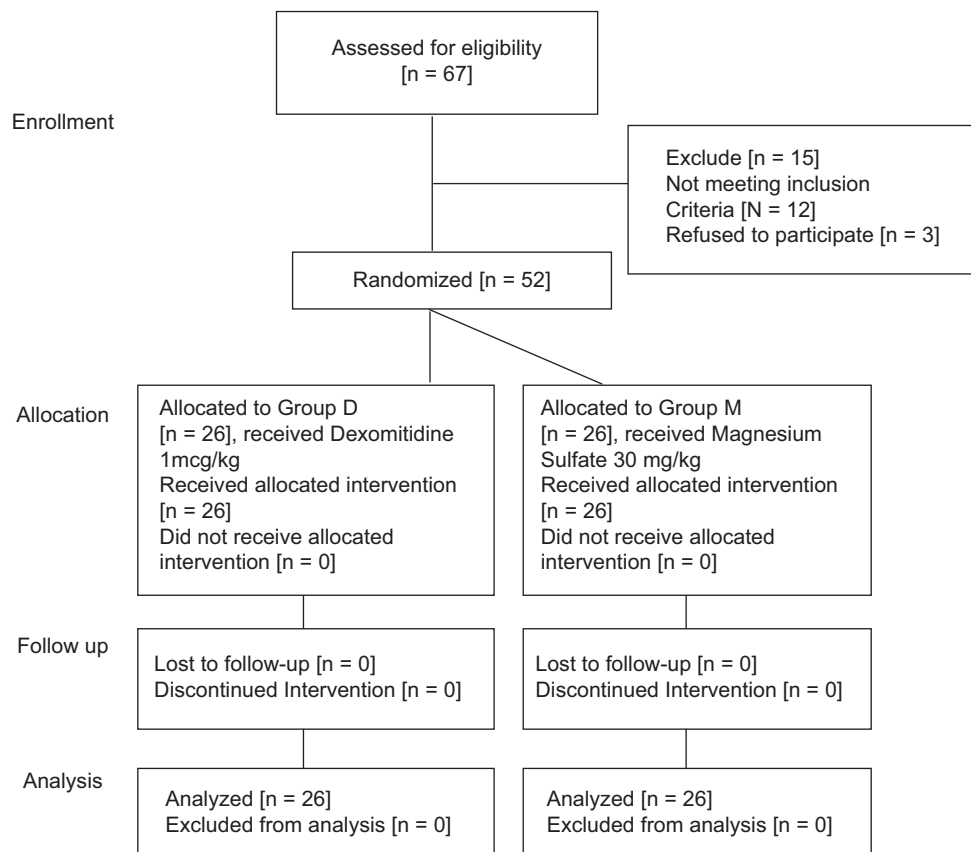 Assessed for eligibility
[n = 67]
Enrollment
Exclude [n = 15]
Not meeting inclusion
Criteria [N = 12]
Refused to participate [n = 3]
Randomized [n = 52]
Allocation
Allocated to Group D
[n = 26], received Dexomitidine
1mcg/kg
Received allocated intervention
[n = 26]
Did not receive allocated
intervention [n = 0]
Allocated to Group M
[n = 26], received Magnesium
Sulfate 30 mg/kg
Received allocated intervention
[n = 26]
Did not receive allocated
intervention [n = 0]
Follow up
Lost to follow-up [n = 0]
Discontinued Intervention [n = 0]
Lost to follow-up [n = 0]
Discontinued Intervention [n = 0]
Analysis
Analyzed [n = 26]
Excluded from analysis [n = 0]
Analyzed [n = 26]
Excluded from analysis [n = 0]